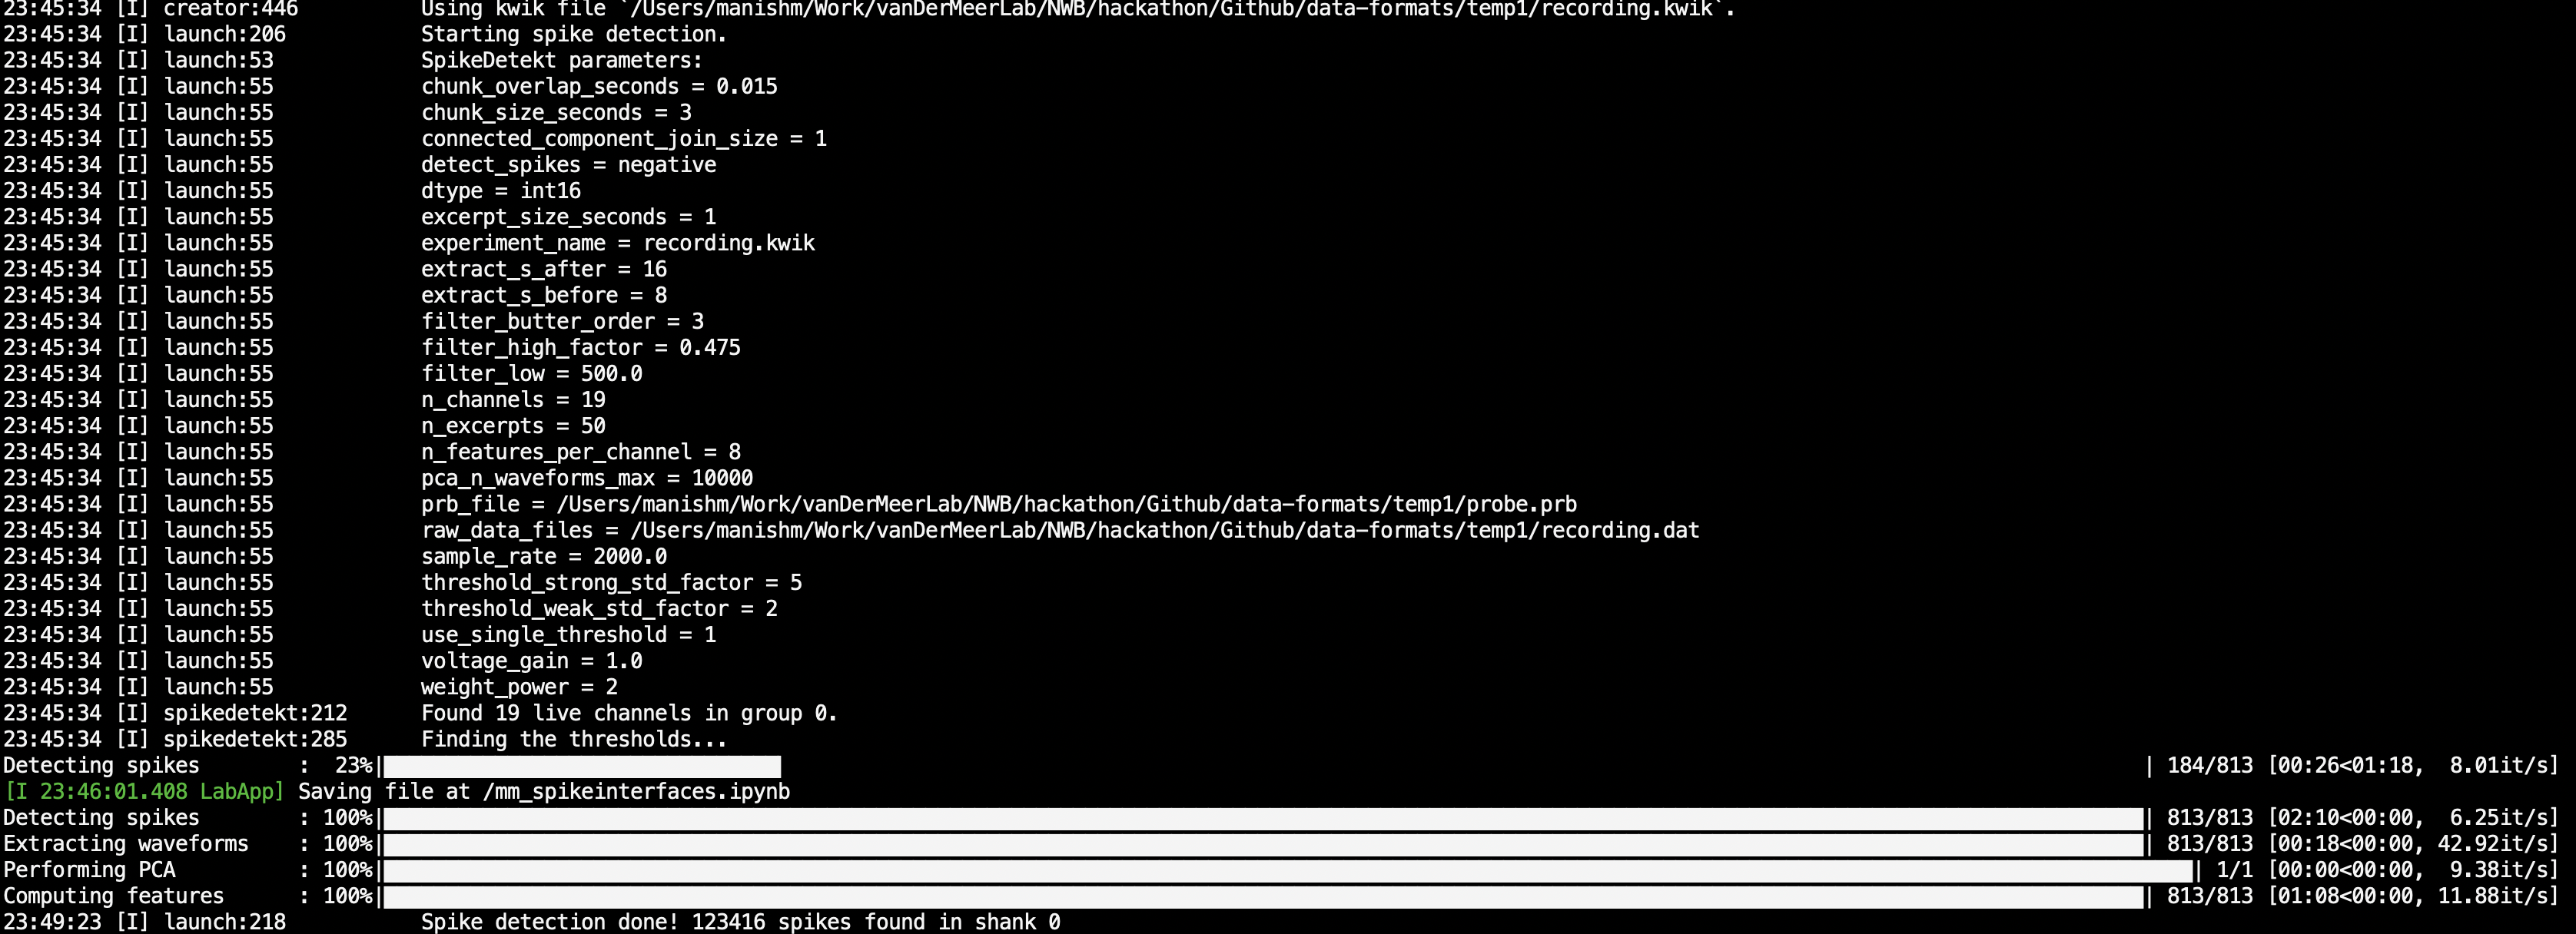 23:45:34 [I] creator:446 Using kwik file `/Users/manishm/Work/vanDerMeerLab/NWB/hackathon/Github/data-formats/temp1/recording.kwik`.
23:45:34 [I] launch:206 Starting spike detection.
23:45:34 [I] launch:53 SpikeDetekt parameters:
23:45:34 [I] launch:55 chunk_overlap_seconds = 0.015
23:45:34 [I] launch:55 chunk_size_seconds = 3
23:45:34 [I] launch:55 connected_component_join_size = 1
23:45:34 [I] launch:55 detect_spikes = negative
23:45:34 [I] launch:55 dtype = int16
23:45:34 [I] launch:55 excerpt_size_seconds = 1
23:45:34 [I] launch:55 experiment_name = recording.kwik
23:45:34 [I] launch:55 extract_s_after = 16
23:45:34 [I] launch:55 extract_s_before = 8
23:45:34 [I] launch:55 filter_butter_order = 3
23:45:34 [I] launch:55 filter_high_factor = 0.475
23:45:34 [I] launch:55 filter_low = 500.0
23:45:34 [I] launch:55 n_channels = 19
23:45:34 [I] launch:55 n_excerpts = 50
23:45:34 [I] launch:55 n_features_per_channel = 8
23:45:34 [I] launch:55 pca_n_waveforms_max = 10000
23:45:34 [I] launch:55 prb_file = /Users/manishm/Work/vanDerMeerLab/NWB/hackathon/Github/data-formats/temp1/probe.prb
23:45:34 [I] launch:55 raw_data_files = /Users/manishm/Work/vanDerMeerLab/NWB/hackathon/Github/data-formats/temp1/recording.dat
23:45:34 [I] launch:55 sample_rate = 2000.0
23:45:34 [I] launch:55 threshold_strong_std_factor = 5
23:45:34 [I] launch:55 threshold_weak_std_factor = 2
23:45:34 [I] launch:55 use_single_threshold = 1
23:45:34 [I] launch:55 voltage_gain = 1.0
23:45:34 [I] launch:55 weight_power = 2
23:45:34 [I] spikedetekt:212 Found 19 live channels in group 0.
23:45:34 [I] spikedetekt:285 Finding the thresholds...
Detecting spikes : 23%| | 184/813 [00:26<01:18, 8.01it/s]
[I 23:46:01.408 LabApp] Saving file at /mm_spikeinterfaces.ipynb
Detecting spikes : 100%| | 813/813 [02:10<00:00, 6.25it/s]
Extracting waveforms : 100%| | 813/813 [00:18<00:00, 42.92it/s]
Performing PCA : 100%| | 1/1 [00:00<00:00, 9.38it/s]
Computing features : 100%| | 813/813 [01:08<00:00, 11.88it/s]
23:49:23 [I] launch:218 Spike detection done! 123416 spikes found in shank 0